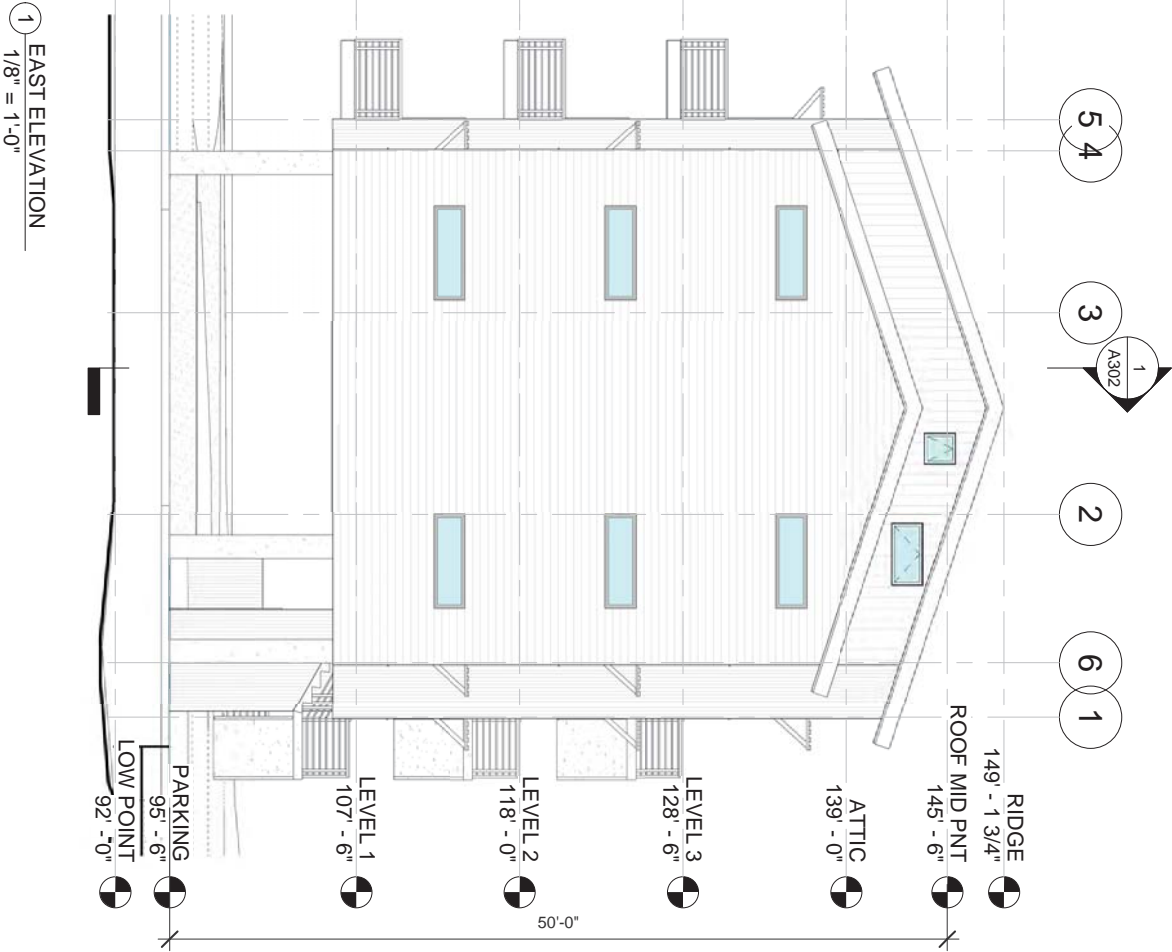 5
4
3
2
6
1
1
A302
RIDGE
149' - 1 3/4"
ROOF MID PNT
145' - 6"
ATTIC
139' - 0"
LEVEL 3
128' - 6"
LEVEL 2
118' - 0"
LEVEL 1
107' - 6"
PARKING
95' - 6"
LOW POINT
92' - 0"
50'-0"
1
EAST ELEVATION
1/8" = 1'-0"